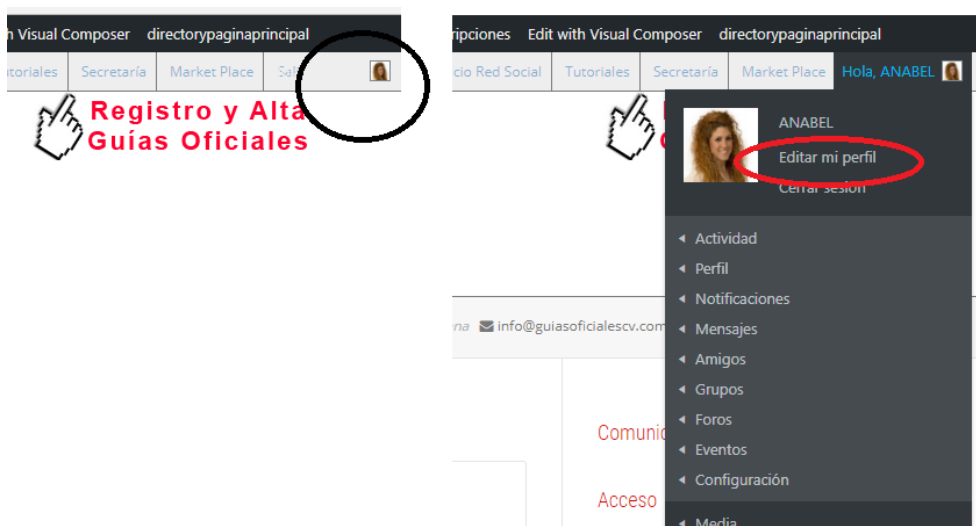 h Visual Composer directorypaginaprincipal
itoriales Secretaría Market Place
Registro y Alta
Guías Oficiales
ripciones Edit with Visual Composer directorypaginaprincipal
cio Red Social Tutoriales Secretaría Market Place Hola, ANABEL
ANABEL
Editar mi perfil
Cerrar sesión
Actividad
Perfil
Notificaciones
na info@guiasoficialescv.com
Mensajes
Amigos
Grupos
Foros
Comunic
Eventos
Configuración
Acceso
Media